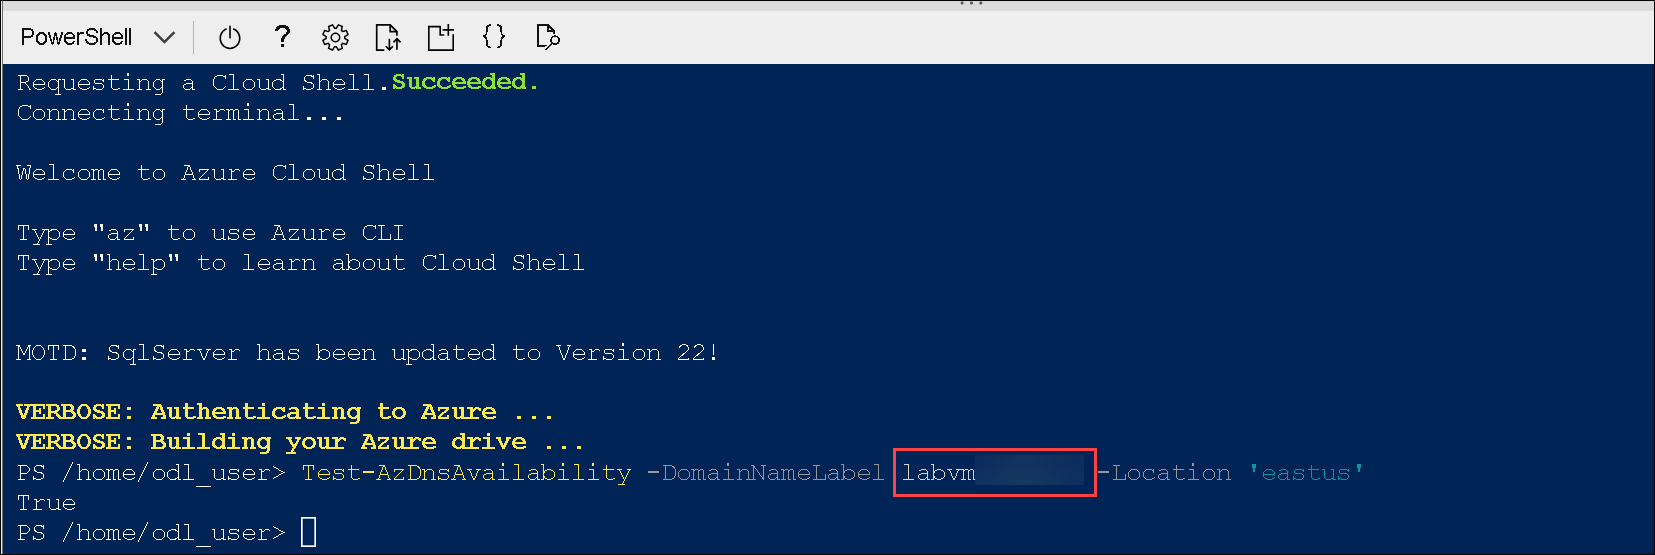 PowerShell
Requesting a Cloud Shell.Succeeded.
Connecting terminal...
Welcome to Azure Cloud Shell
Type "az" to use Azure CLI
Type "help" to learn about Cloud Shell
MOTD: SqlServer has been updated to Version 22!
VERBOSE: Authenticating to Azure ...
VERBOSE: Building your Azure drive ...
PS /home/odl_user> Test-AzDnsAvailability -DomainNameLabel labvm -Location 'eastus'
True
PS /home/odl_user>